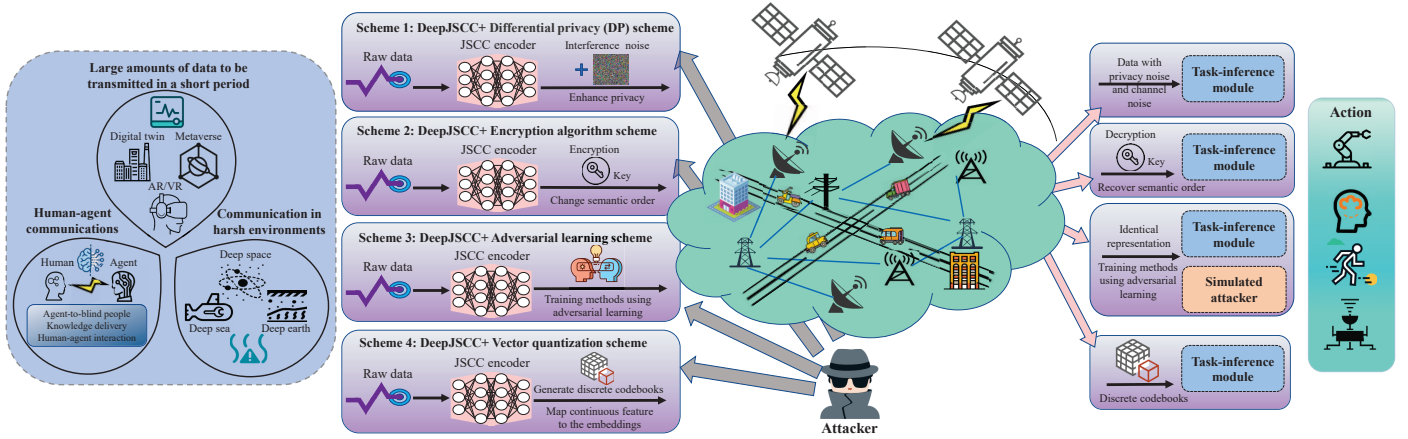 Large amounts of data to be
transmitted in a short period
Digital twin
Metaverse
AR/VR
Human-agent
communications
Human
Agent
Agent-to-blind people
Knowledge delivery
Human-agent interaction
Communication in
harsh environments
Deep space
Deep sea
Deep earth
Scheme 1: DeepJSCC+ Differential privacy (DP) scheme
Raw data
JSCC encoder
Interference noise
+
Enhance privacy
Scheme 2: DeepJSCC+ Encryption algorithm scheme
Raw data
JSCC encoder
Encryption
Key
Change semantic order
Scheme 3: DeepJSCC+ Adversarial learning scheme
Raw data
JSCC encoder
Training methods using
adversarial learning
Scheme 4: DeepJSCC+ Vector quantization scheme
Raw data
JSCC encoder
Generate discrete codebooks
Map continuous feature
to the embeddings
Attacker
Data with
privacy noise
and channel
noise
Task-inference
module
Decryption
Key
Recover semantic order
Task-inference
module
Identical
representation
Training methods
using adversarial
learning
Task-inference
module
Simulated
attacker
Discrete codebooks
Task-inference
module
Action